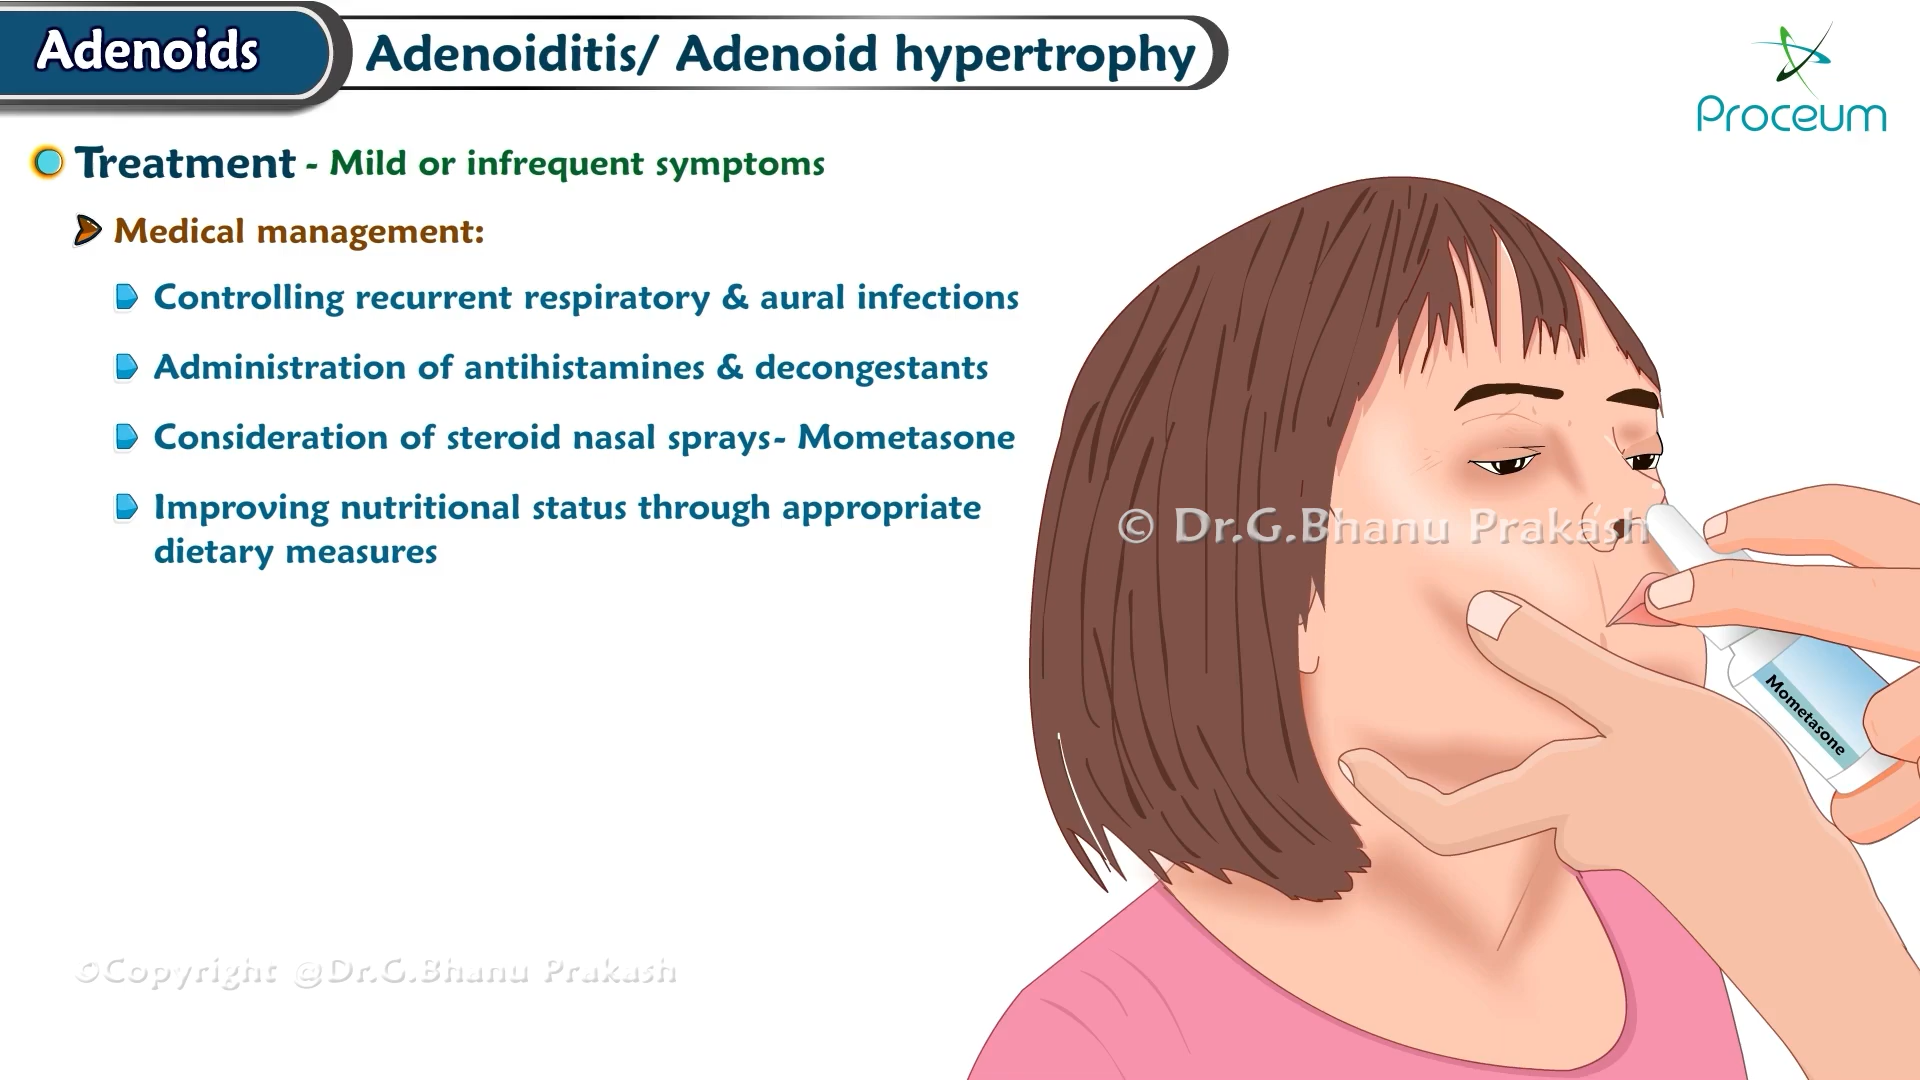 Adenoids
Adenoiditis/ Adenoid hypertrophy
Proceum
Treatment - Mild or infrequent symptoms
Medical management:
Controlling recurrent respiratory & aural infections
Administration of antihistamines & decongestants
Consideration of steroid nasal sprays- Mometasone
Improving nutritional status through appropriate
dietary measures
© Dr.G.Bhanu Prakash
Mometasone
©Copyright @Dr.G.Bhanu Prakash